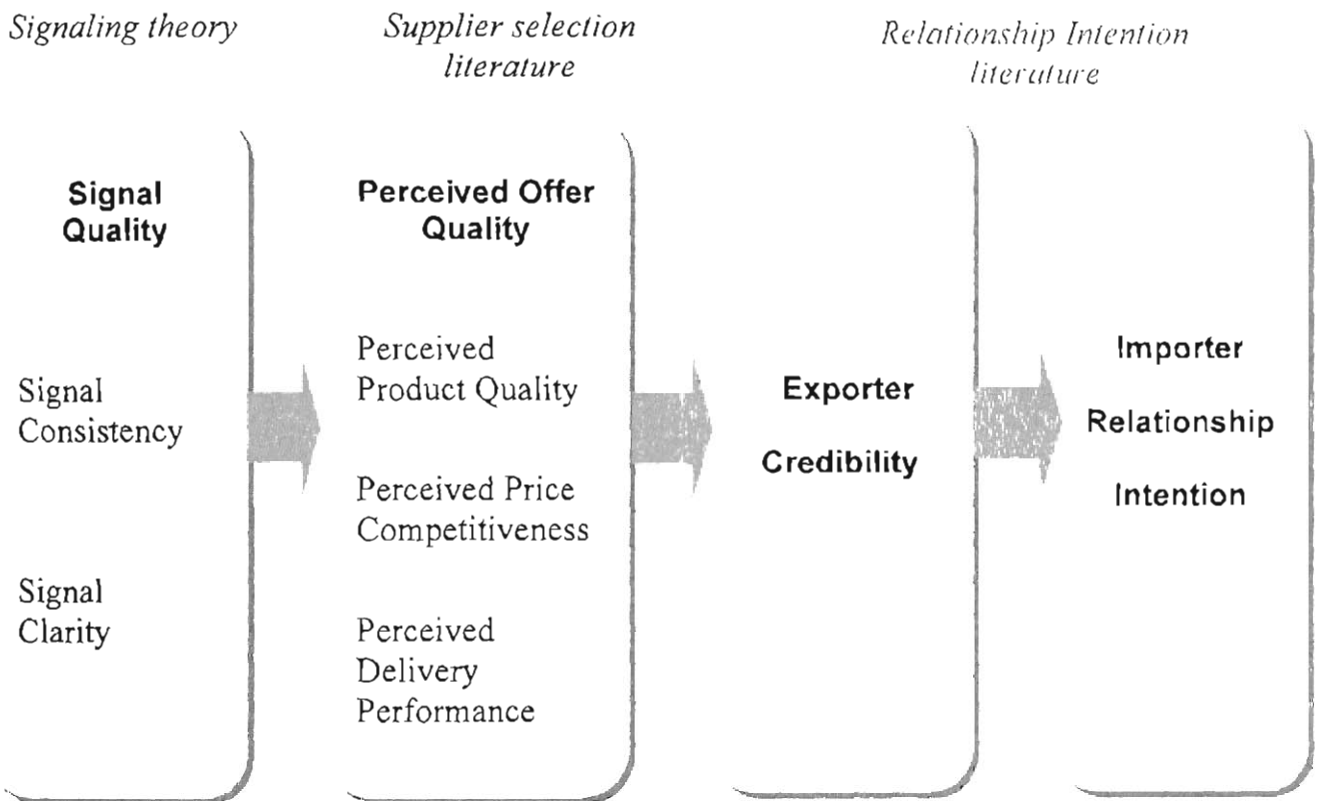 Signaling theory
Supplier selection
literature
Relationship Intention
literature
Signal
Quality
Signal
Consistency
Signal
Clarity
Perceived Offer
Quality
Perceived
Product Quality
Perceived Price
Competitiveness
Perceived
Delivery
Performance
Exporter
Credibility
Importer
Relationship
Intention